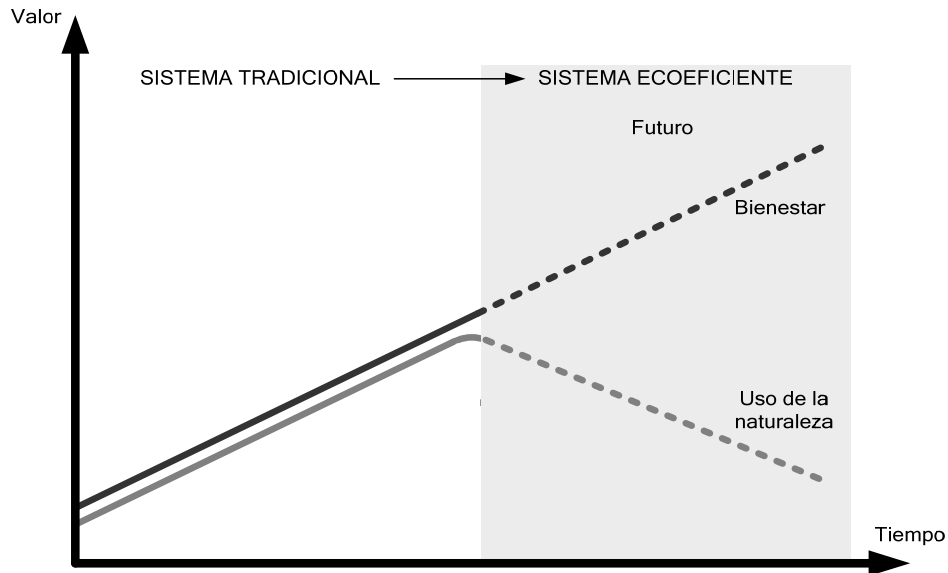 Valor
SISTEMA TRADICIONAL
SISTEMA ECOEFICIENTE
Futuro
Bienestar
Uso de la
naturaleza
Tiempo